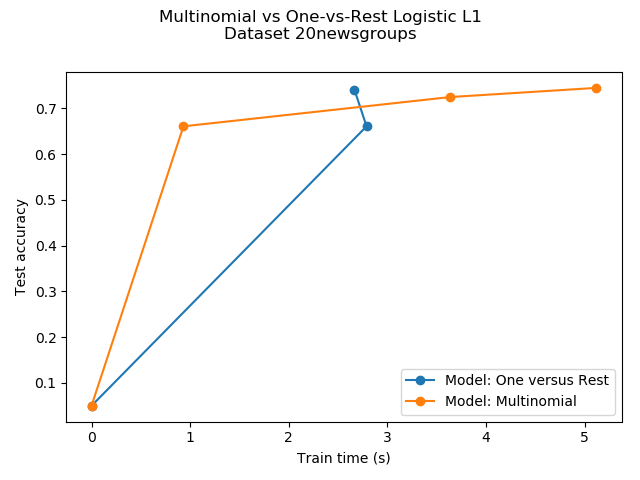 Multinomial vs One-vs-Rest Logistic L1
Dataset 20newsgroups
0.7
0.6
0.5
0.4
0.3
0.2
0.1
Test accuracy
Model: One versus Rest
Model: Multinomial
0 1 2 3 4 5
Train time (s)